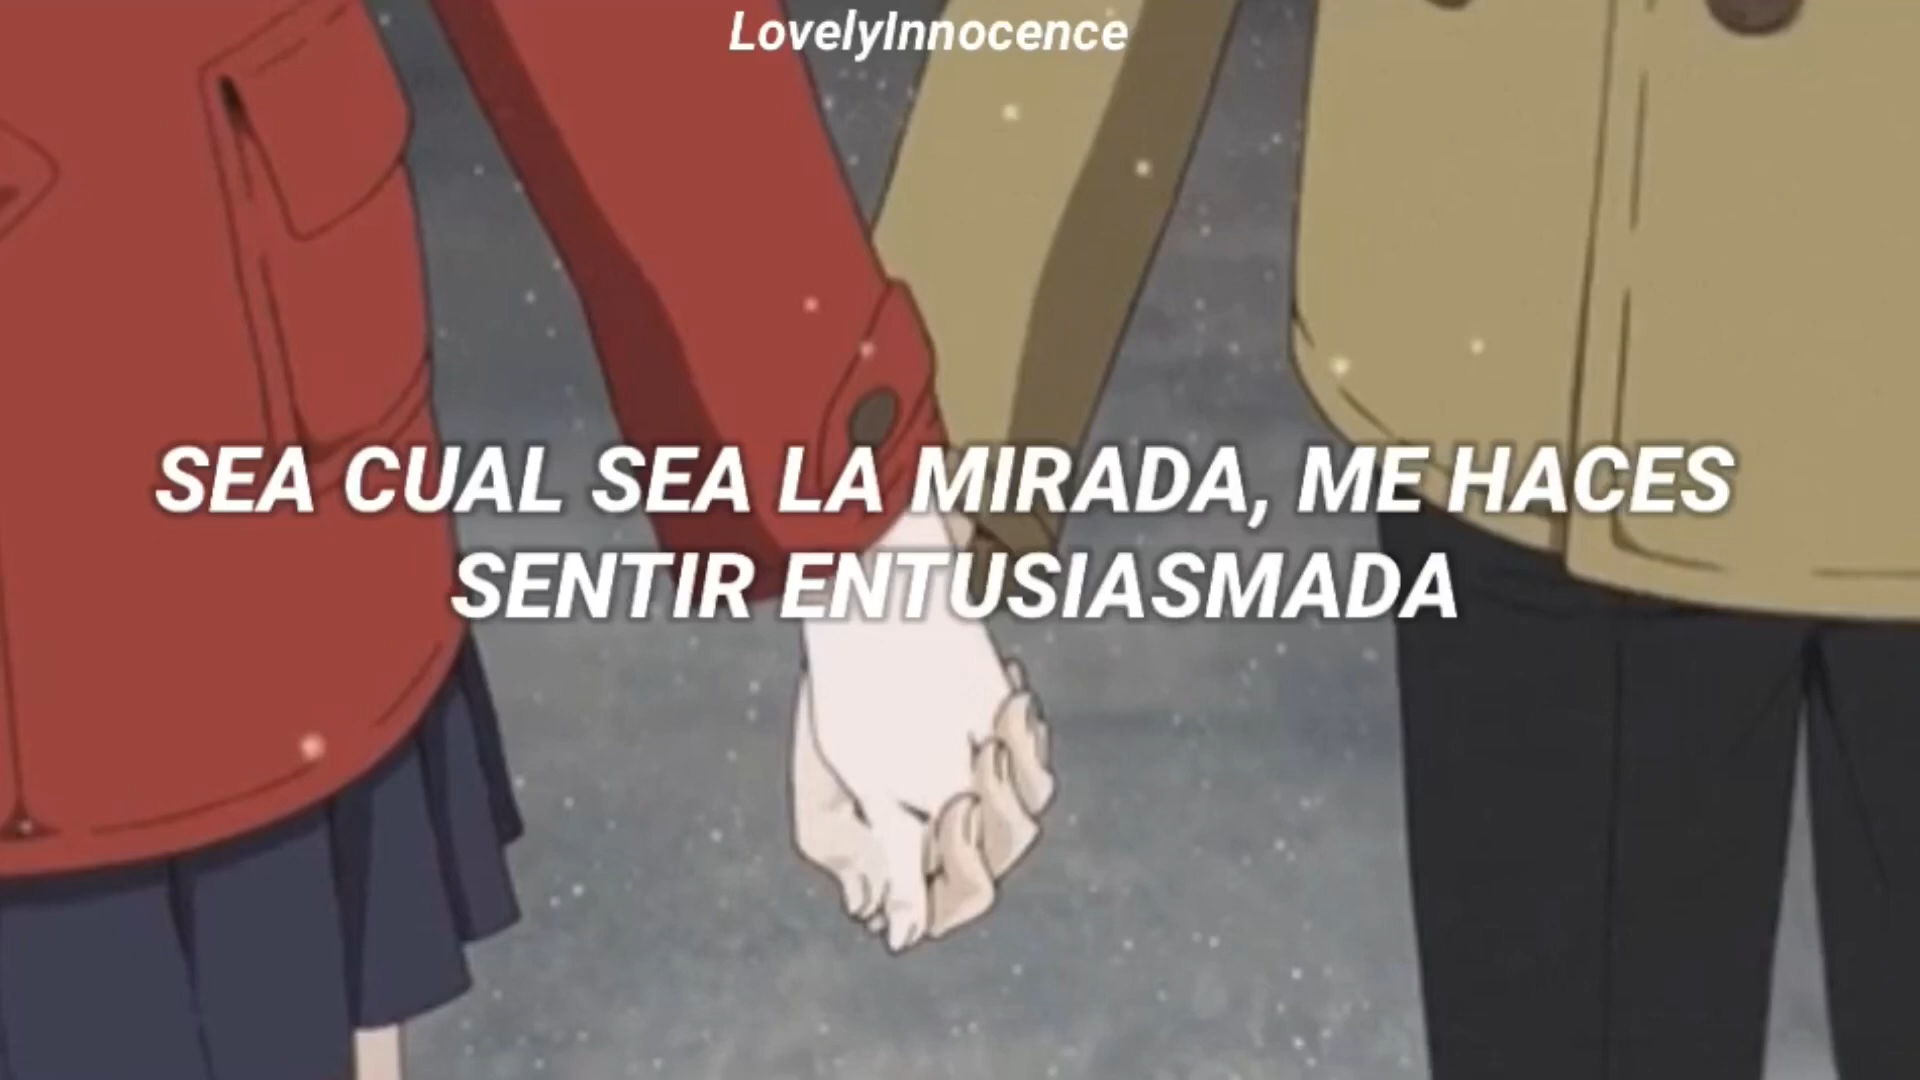 LovelyInnocence
SEA CUAL SEA LA MIRADA, ME HACES
SENTIR ENTUSIASMADA